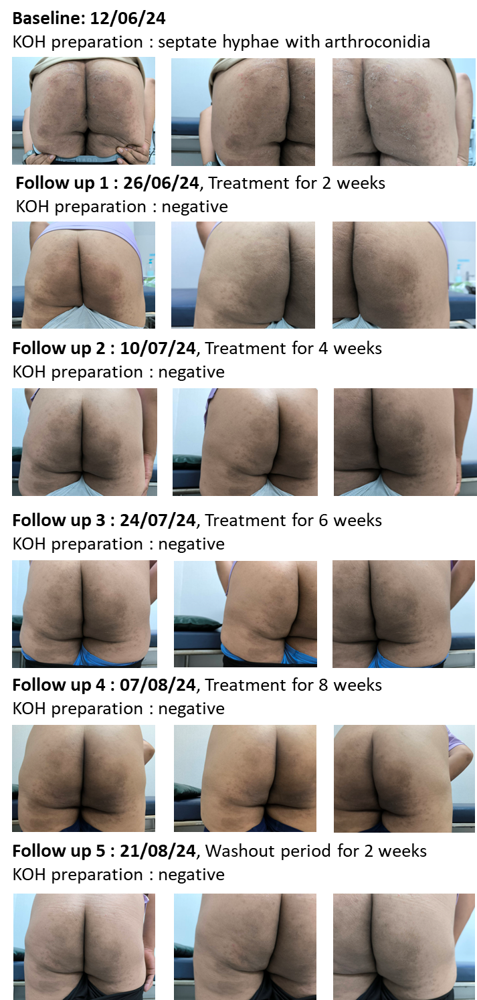 Baseline: 12/06/24
KOH preparation : septate hyphae with arthroconidia
Follow up 1 : 26/06/24, Treatment for 2 weeks
KOH preparation : negative
Follow up 2 : 10/07/24, Treatment for 4 weeks
KOH preparation : negative
Follow up 3 : 24/07/24, Treatment for 6 weeks
KOH preparation : negative
Follow up 4 : 07/08/24, Treatment for 8 weeks
KOH preparation : negative
Follow up 5 : 21/08/24, Washout period for 2 weeks
KOH preparation : negative